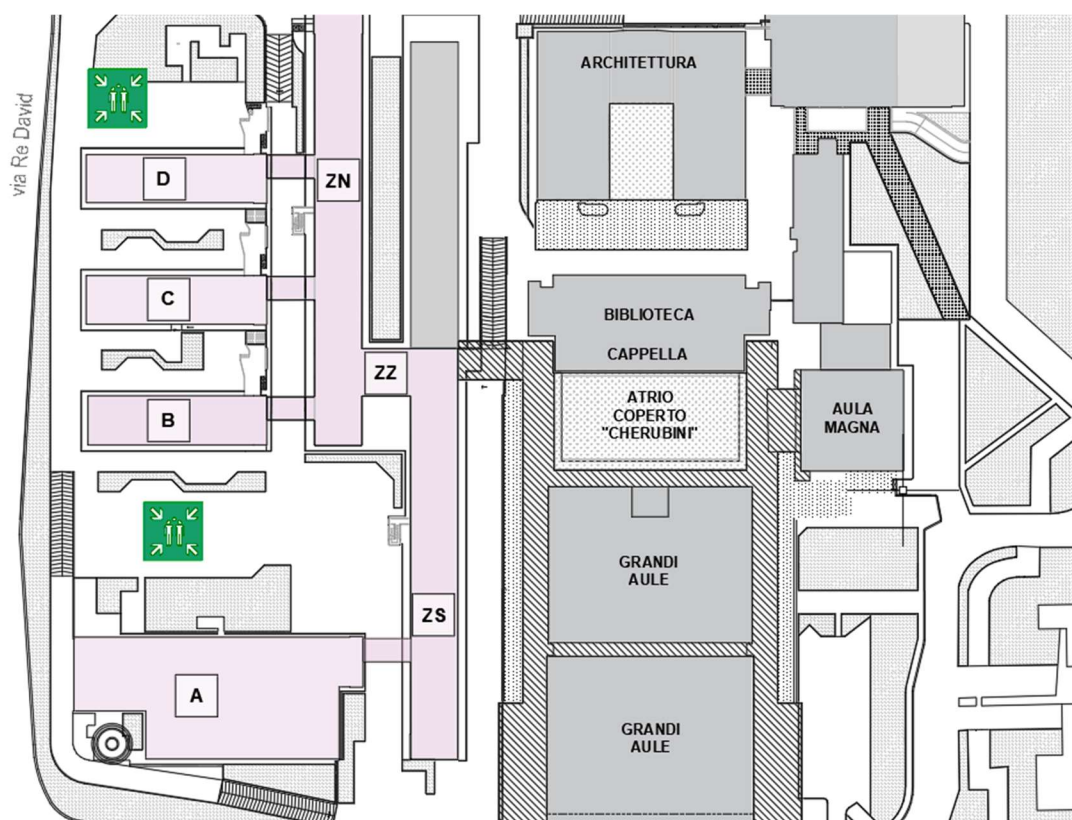 ARCHITETTURA
via Re David
D
ZN
C
BIBLIOTECA
CAPPELLA
ZZ
ATRIO
COPERTO
"CHERUBINI"
AULA
MAGNA
B
GRANDI
AULE
ZS
A
GRANDI
AULE